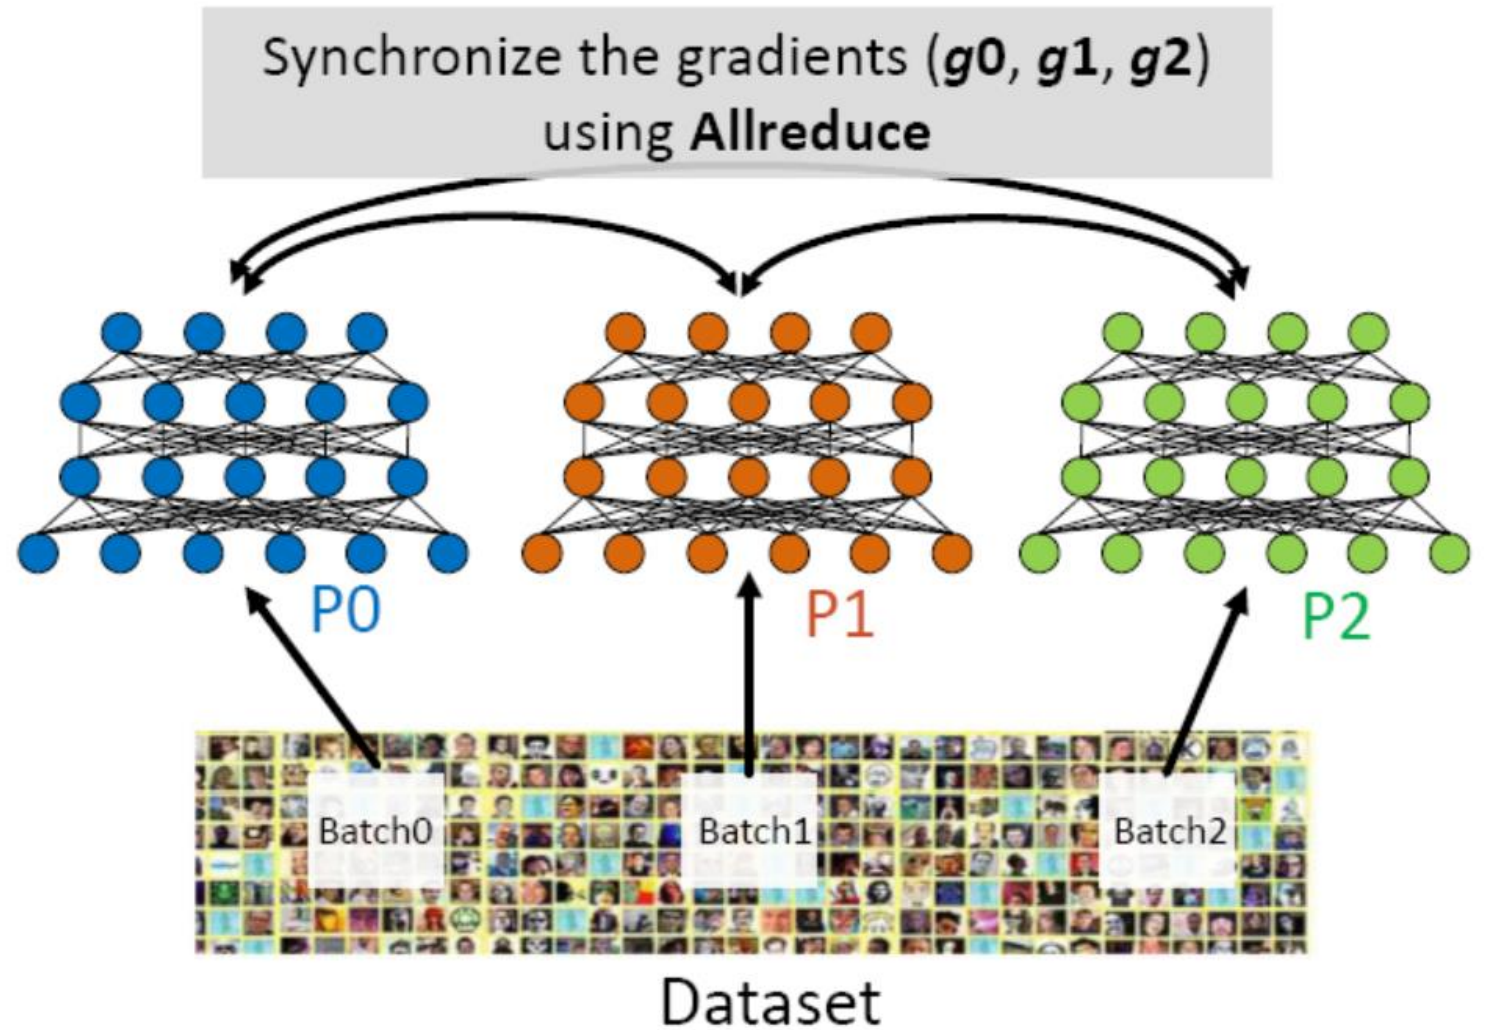 Synchronize the gradients (g0, g1, g2)
using Allreduce
P0
P1
P2
Batch0
Batch1
Batch2
Dataset